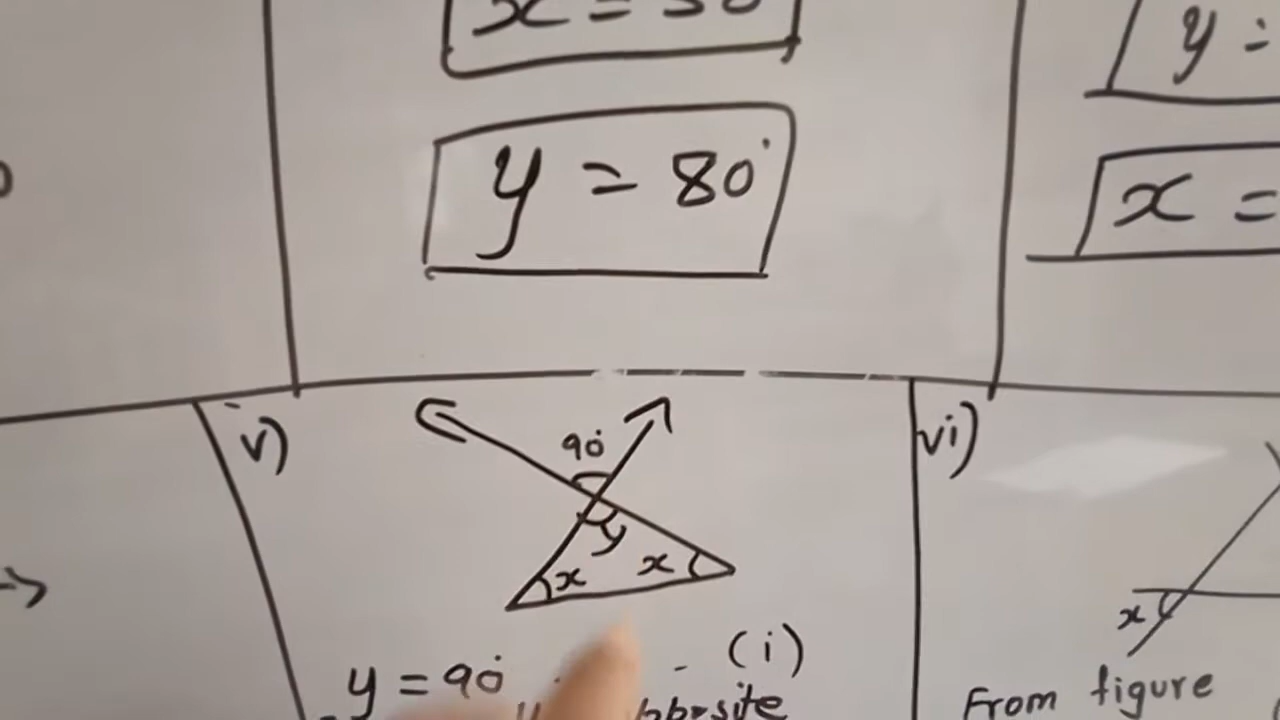 y = 80°
y =
x =
v)
90°
y
x
x
y = 90° - (i)
vi)
x
From figure